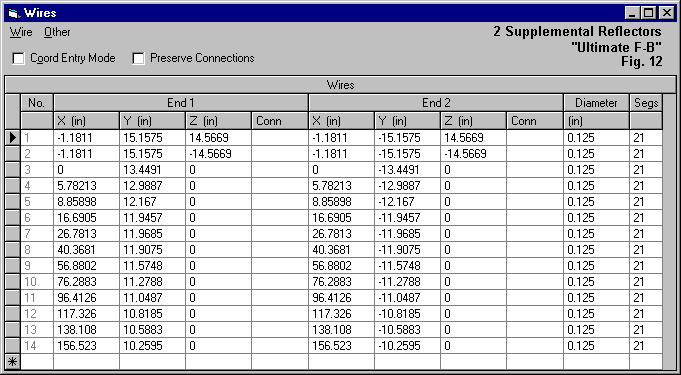 Wires
Wire Other
2 Supplemental Reflectors
"Ultimate F-B"
Fig. 12
Coord Entry Mode Preserve Connections
Wires
No. End 1 End 2 Diameter Segs
X (in) Y (in) Z (in) Conn X (in) Y (in) Z (in) Conn (in)
1 -1.1811 15.1575 14.5669 -1.1811 -15.1575 14.5669 0.125 21
2 -1.1811 15.1575 -14.5669 -1.1811 -15.1575 -14.5669 0.125 21
3 0 13.4491 0 0 -13.4491 0 0.125 21
4 5.78213 12.9887 0 5.78213 -12.9887 0 0.125 21
5 8.85898 12.167 0 8.85898 -12.167 0 0.125 21
6 16.6905 11.9457 0 16.6905 -11.9457 0 0.125 21
7 26.7813 11.9685 0 26.7813 -11.9685 0 0.125 21
8 40.3681 11.9075 0 40.3681 -11.9075 0 0.125 21
9 56.8802 11.5748 0 56.8802 -11.5748 0 0.125 21
10 76.2883 11.2788 0 76.2883 -11.2788 0 0.125 21
11 96.4126 11.0487 0 96.4126 -11.0487 0 0.125 21
12 117.326 10.8185 0 117.326 -10.8185 0 0.125 21
13 138.108 10.5883 0 138.108 -10.5883 0 0.125 21
14 156.523 10.2595 0 156.523 -10.2595 0 0.125 21